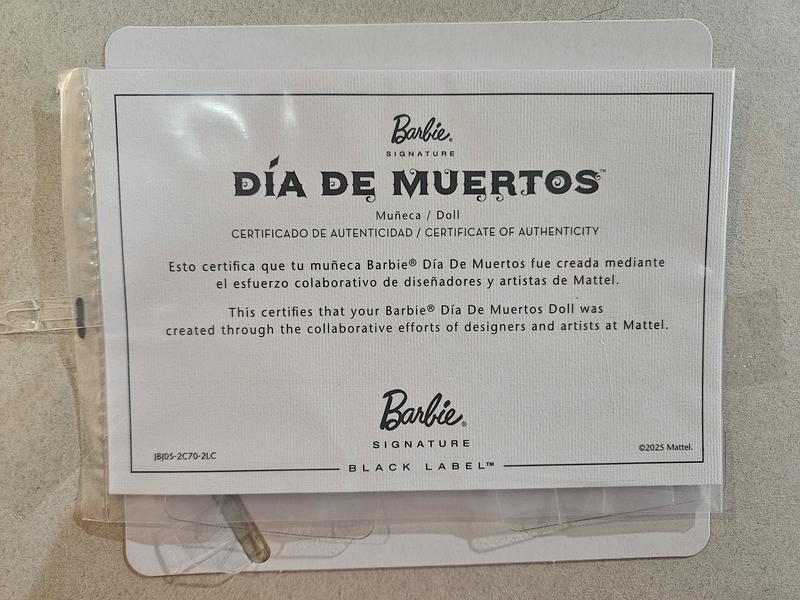 Barbie®
SIGNATURE
DÍA DE MUERTOS™
Muñeca / Doll
CERTIFICADO DE AUTENTICIDAD / CERTIFICATE OF AUTHENTICITY
Esto certifica que tu muñeca Barbie® Día De Muertos fue creada mediante
el esfuerzo colaborativo de diseñadores y artistas de Mattel.
This certifies that your Barbie® Día De Muertos Doll was
created through the collaborative efforts of designers and artists at Mattel.
Barbie®
SIGNATURE
JBJ05-2C70-2LC
©2025 Mattel.
BLACK LABEL™